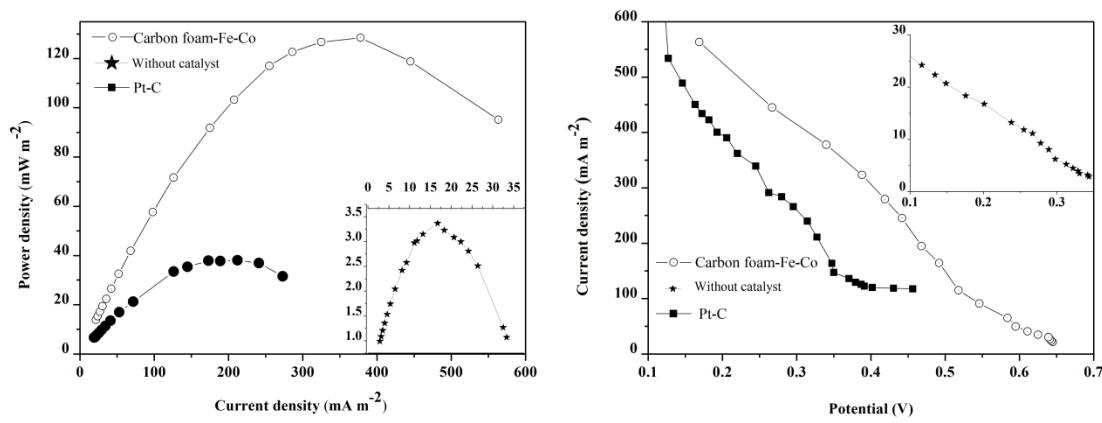 Carbon foam-Fe-Co
Without catalyst
Pt-C
Power density (mW m-2)
120
100
80
60
40
20
0
0 5 10 15 20 25 30 35
3.5
3.0
2.5
2.0
1.5
1.0
0 100 200 300 400 500 600
Current density (mA m-2)
Current density (mA m-2)
600
500
400
300
200
100
0
30
20
10
0
0.1 0.2 0.3
Carbon foam-Fe-Co
Without catalyst
Pt-C
0.1 0.2 0.3 0.4 0.5 0.6 0.7
Potential (V)